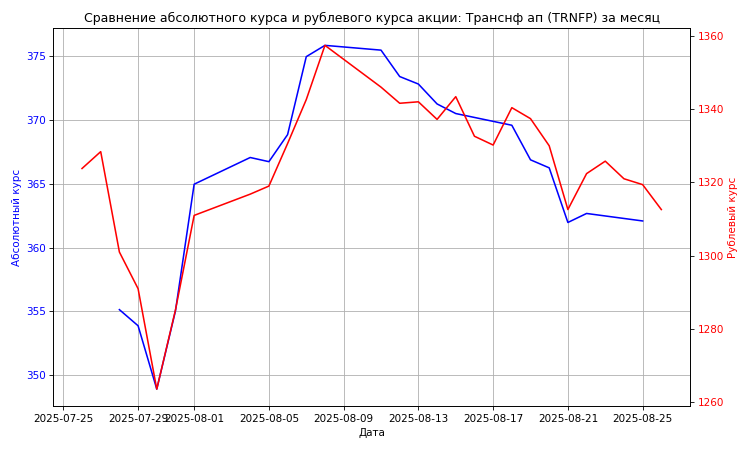 Сравнение абсолютного курса и рублевого курса акции: Транснф ап (TRNFP) за месяц
Абсолютный курс
375
370
365
360
355
350
1360
1340
1320
1300
1280
1260
Рублевый курс
2025-07-25 2025-07-29 2025-08-01 2025-08-05 2025-08-09 2025-08-13 2025-08-17 2025-08-21 2025-08-25
Дата